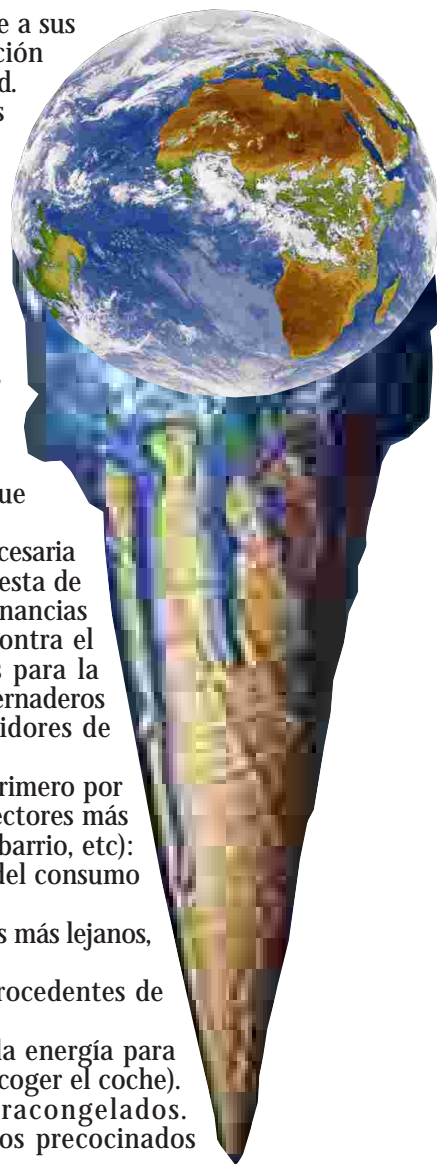 e a sus
ción
d.
s
ue
cesaria
esta de
nancias
ontra el
s para la
ernaderos
idores de
rimero por
ectores más
barrio, etc):
del consumo
s más lejanos,
rocedentes de
la energía para
coger el coche).
racongelados.
os precocinados